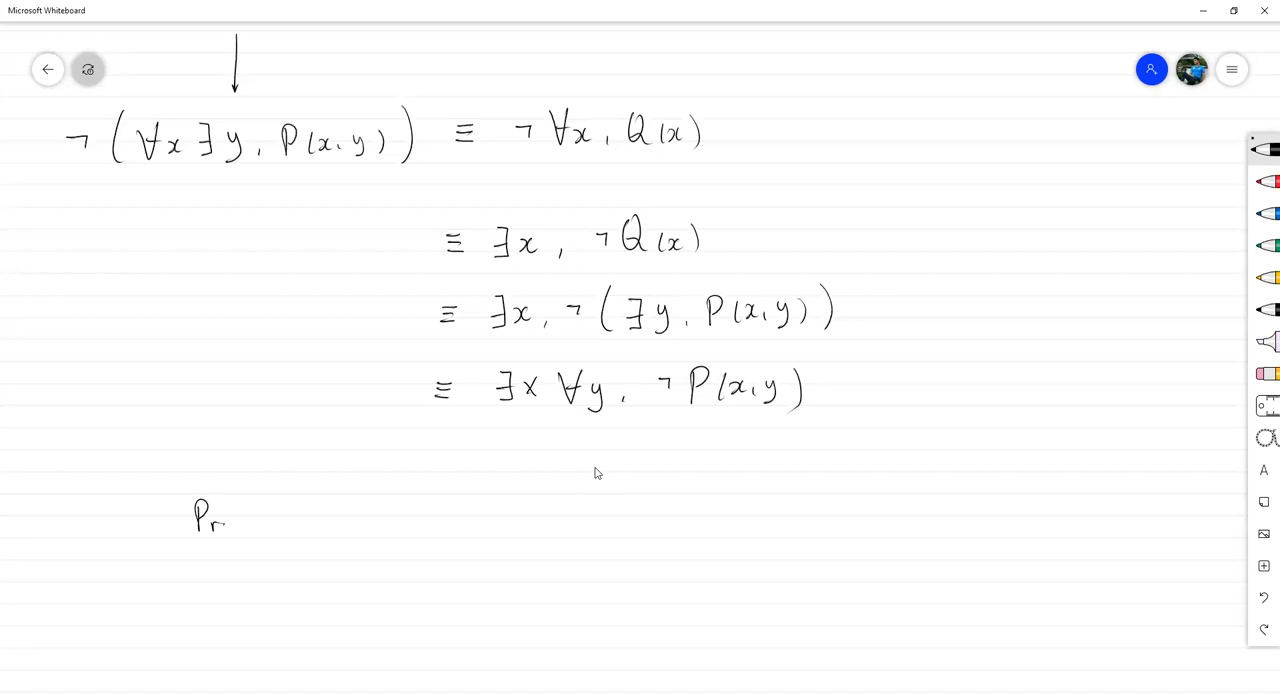 Microsoft Whiteboard
¬ ( ∀x ∃ y, P(x, y) ) ≡ ¬ ∀x, Q(x)
≡ ∃x, ¬Q(x)
≡ ∃x, ¬( ∃ y, P(x, y) )
≡ ∃x ∀y, ¬P(x, y)
Pr
A